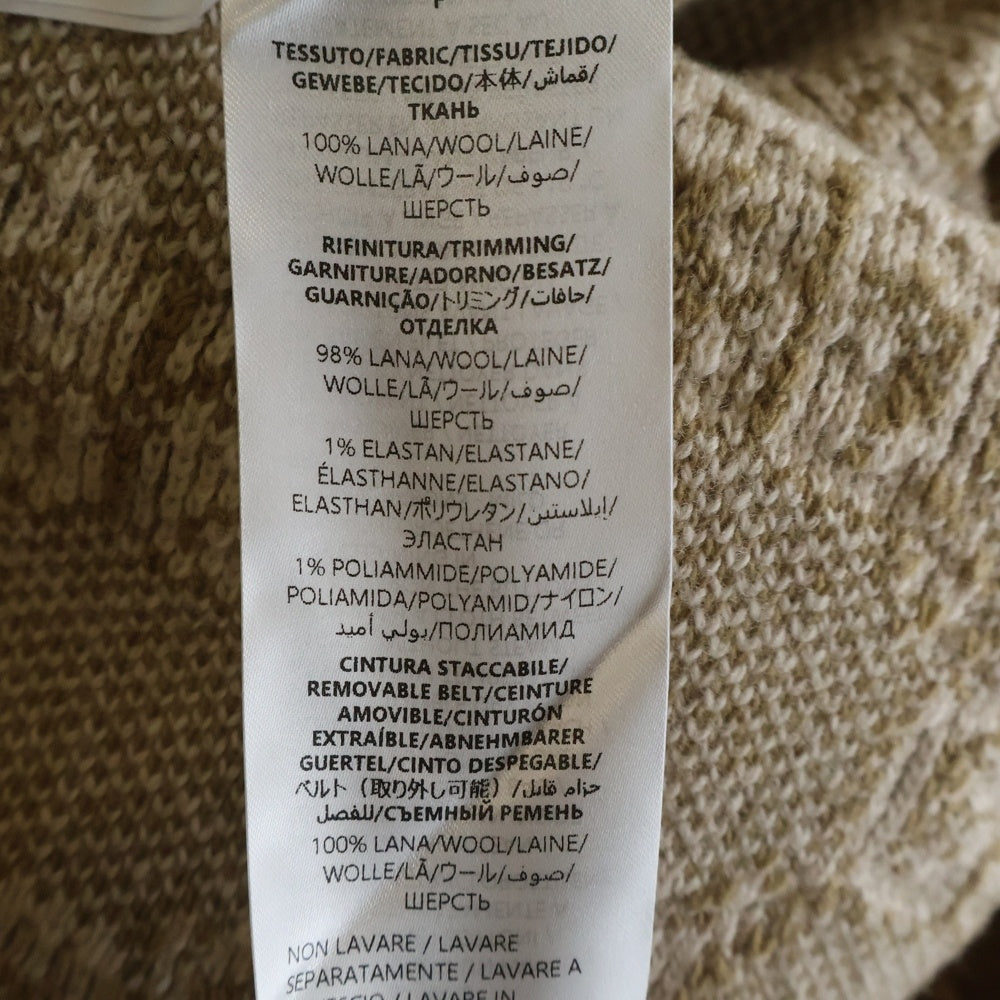 TESSUTO/FABRIC/TISSU/TEJIDO/
GEWEBE/TECIDO/本体/قماش/
ТКАНЬ
100% LANA/WOOL/LAINE/
WOLLE/LÃ/ウール/صوف/
ШЕРСТЬ
RIFINITURA/TRIMMING/
GARNITURE/ADORNO/BESATZ/
GUARNIÇÃO/トリミング/حافات/
ОТДЕЛКА
98% LANA/WOOL/LAINE/
WOLLE/LÃ/ウール/صوف/
ШЕРСТЬ
1% ELASTAN/ELASTANE/
ÉLASTHANNE/ELASTANO/
ELASTHAN/ポリウレタン/إيلاستين/
ЭЛАСТАН
1% POLIAMMIDE/POLYAMIDE/
POLIAMIDA/POLYAMID/ナイロン/
بولي أميد/ПОЛИАМИД
CINTURA STACCABILE/
REMOVABLE BELT/CEINTURE
AMOVIBLE/CINTURÓN
EXTRAÍBLE/ABNEHMBARER
GUERTEL/CINTO DESPEGABLE/
ベルト（取り外し可能）/حزام قابل
للفصل/СЪЕМНЫЙ РЕМЕНЬ
100% LANA/WOOL/LAINE/
WOLLE/LÃ/ウール/صوف/
ШЕРСТЬ
NON LAVARE / LAVARE
SEPARATAMENTE / LAVARE A
/ LAVARE IN